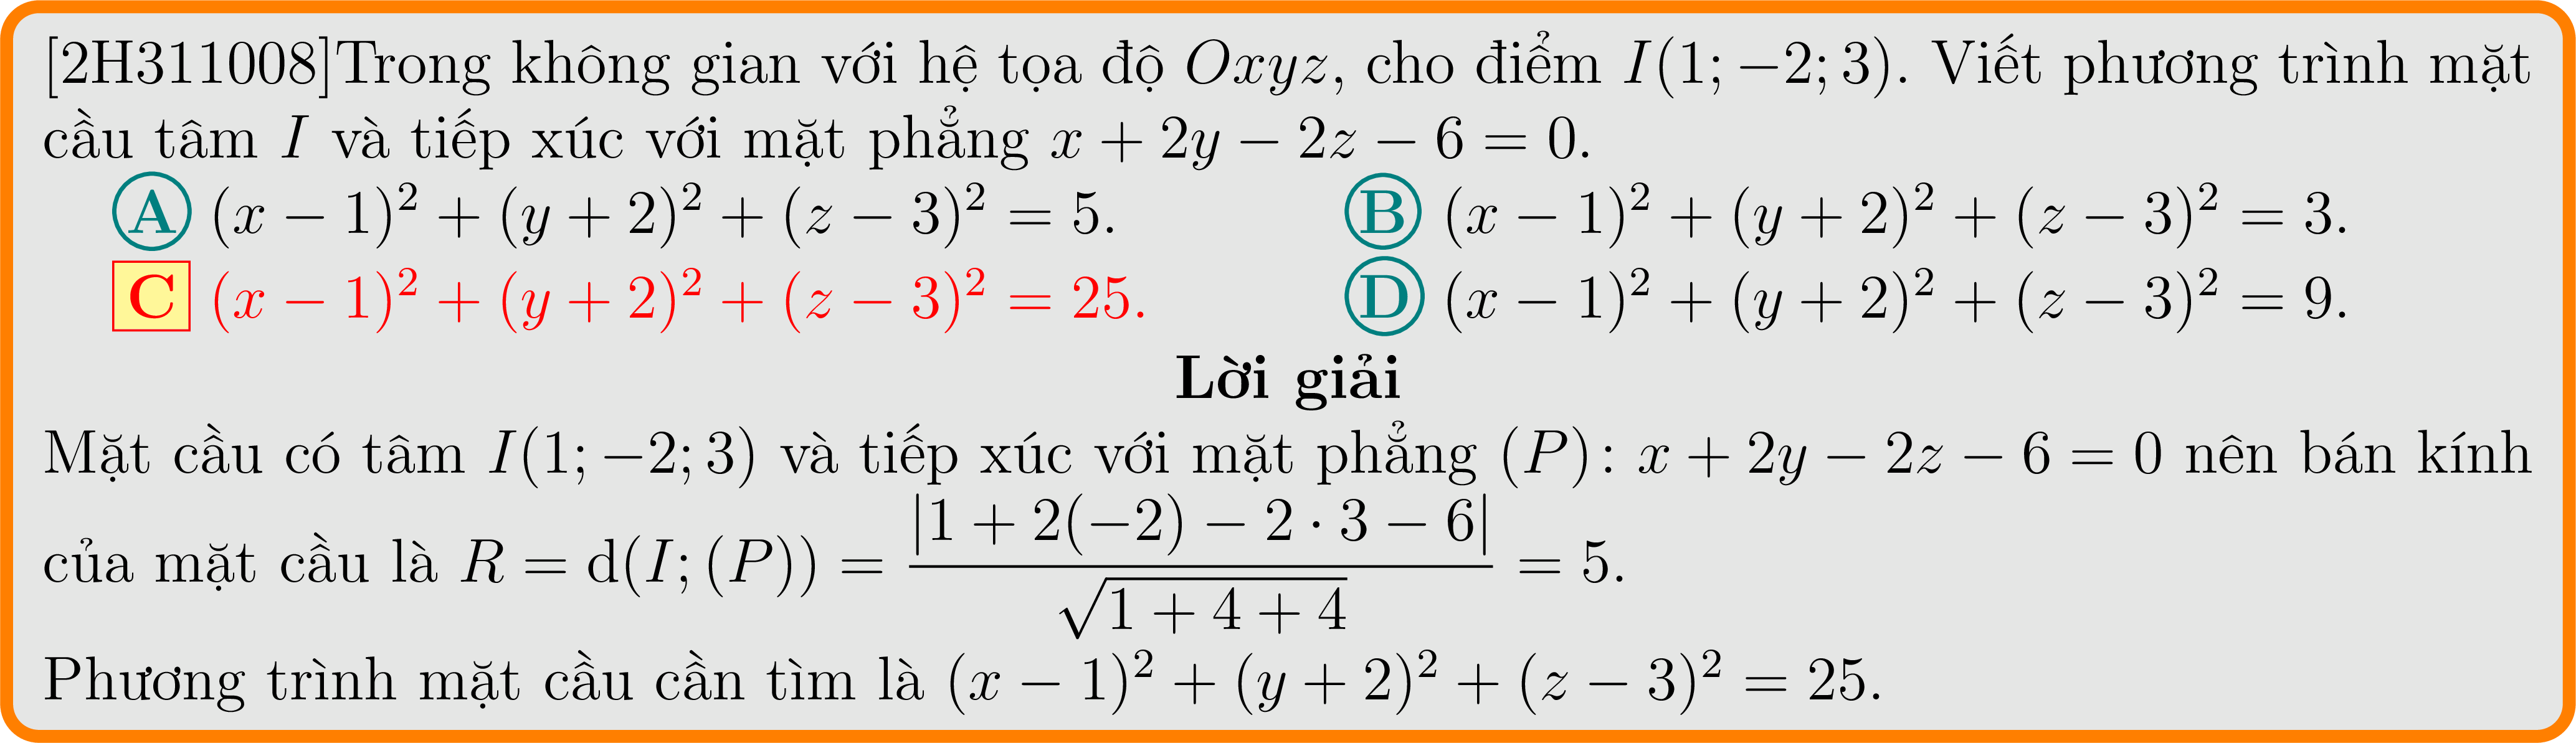 [2H311008]Trong không gian với hệ tọa độ Oxyz, cho điểm I(1; −2; 3). Viết phương trình mặt
cầu tâm I và tiếp xúc với mặt phẳng x + 2y − 2z − 6 = 0.
A (x − 1)² + (y + 2)² + (z − 3)² = 5. B (x − 1)² + (y + 2)² + (z − 3)² = 3.
C (x − 1)² + (y + 2)² + (z − 3)² = 25. D (x − 1)² + (y + 2)² + (z − 3)² = 9.
Lời giải
Mặt cầu có tâm I(1; −2; 3) và tiếp xúc với mặt phẳng (P): x + 2y − 2z − 6 = 0 nên bán kính
của mặt cầu là R = d(I; (P)) = |1 + 2(−2) − 2 · 3 − 6| / √(1 + 4 + 4) = 5.
Phương trình mặt cầu cần tìm là (x − 1)² + (y + 2)² + (z − 3)² = 25.